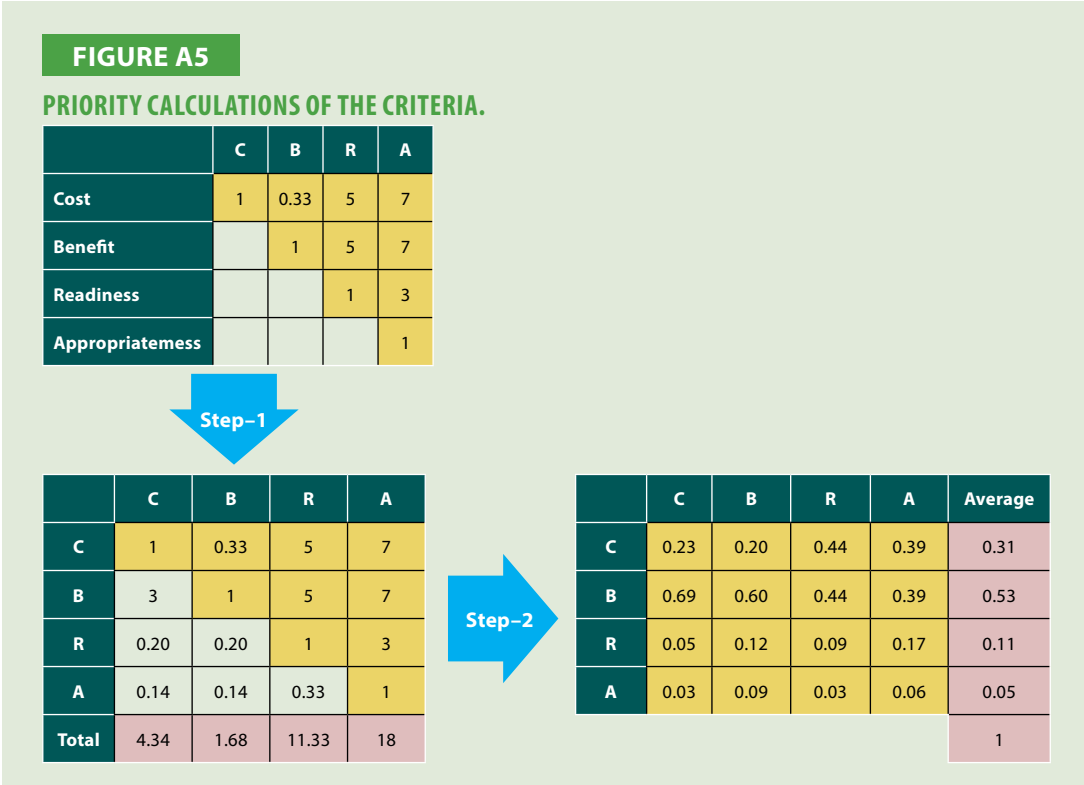 FIGURE A5
PRIORITY CALCULATIONS OF THE CRITERIA.
C B R A
Cost 1 0.33 5 7
Benefit 1 5 7
Readiness 1 3
Appropriatemess 1
Step–1
C B R A
C 1 0.33 5 7
B 3 1 5 7
R 0.20 0.20 1 3
A 0.14 0.14 0.33 1
Total 4.34 1.68 11.33 18
Step–2
C B R A Average
C 0.23 0.20 0.44 0.39 0.31
B 0.69 0.60 0.44 0.39 0.53
R 0.05 0.12 0.09 0.17 0.11
A 0.03 0.09 0.03 0.06 0.05
1